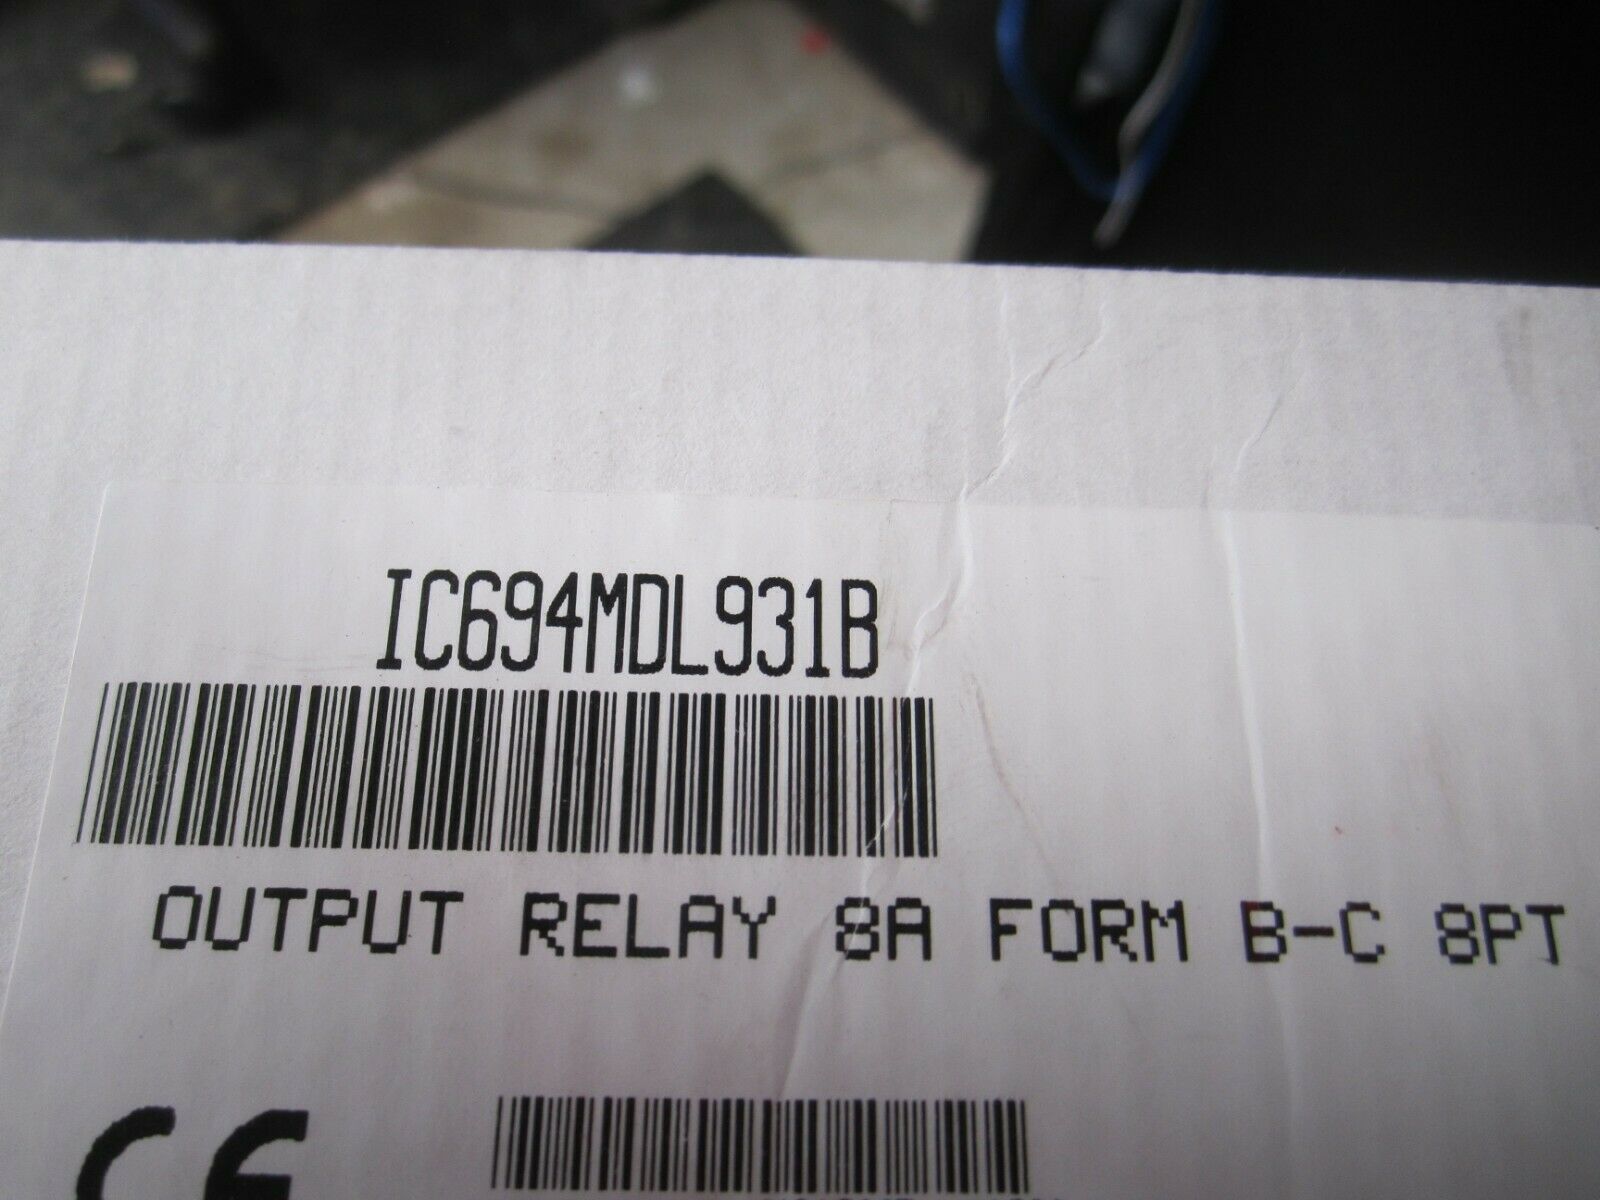 IC694MDL931B
OUTPUT RELAY 8A FORM B-C 8PT
CE